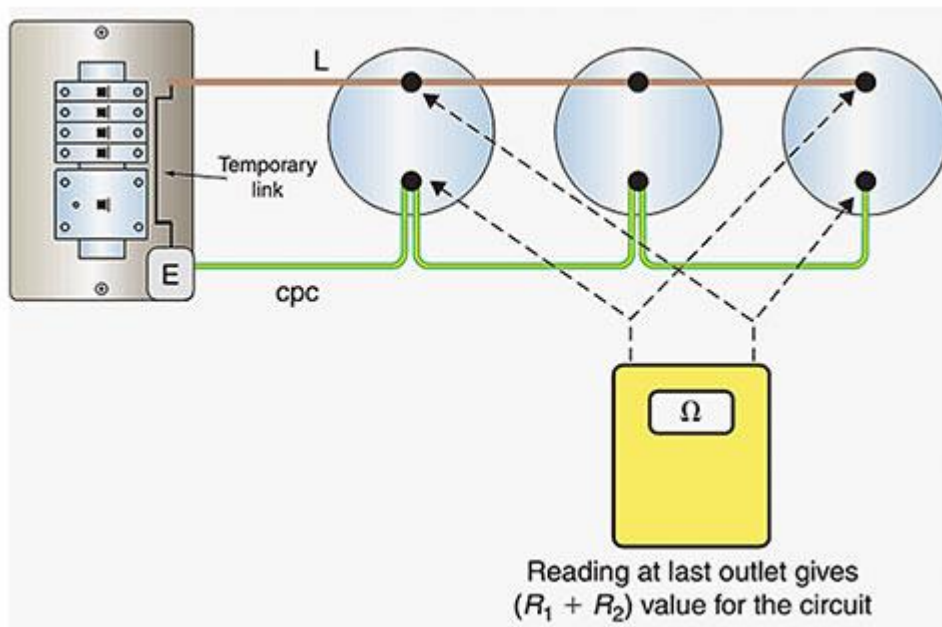 L
Temporary
link
E
cpc
Ω
Reading at last outlet gives
(R₁ + R₂) value for the circuit